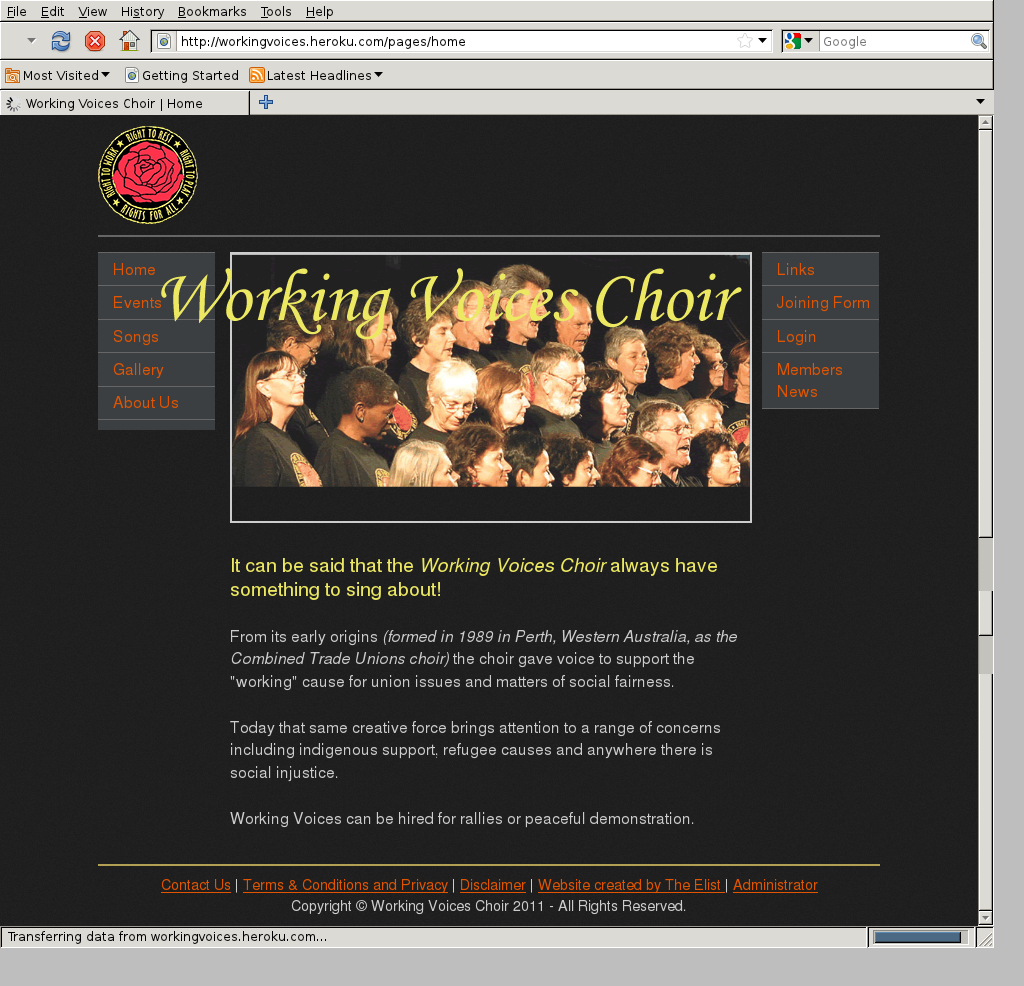 File Edit View History Bookmarks Tools Help
http://workingvoices.heroku.com/pages/home Google
Most Visited Getting Started Latest Headlines
Working Voices Choir | Home
RIGHT TO WORK ★ RIGHT TO REST ★ RIGHT TO PLAY ★ RIGHTS FOR ALL ★
Working Voices Choir
Home
Events
Songs
Gallery
About Us
Links
Joining Form
Login
Members
News
It can be said that the Working Voices Choir always have
something to sing about!
From its early origins (formed in 1989 in Perth, Western Australia, as the
Combined Trade Unions choir) the choir gave voice to support the
"working" cause for union issues and matters of social fairness.
Today that same creative force brings attention to a range of concerns
including indigenous support, refugee causes and anywhere there is
social injustice.
Working Voices can be hired for rallies or peaceful demonstration.
Contact Us | Terms & Conditions and Privacy | Disclaimer | Website created by The Elist | Administrator
Copyright © Working Voices Choir 2011 - All Rights Reserved.
Transferring data from workingvoices.heroku.com...